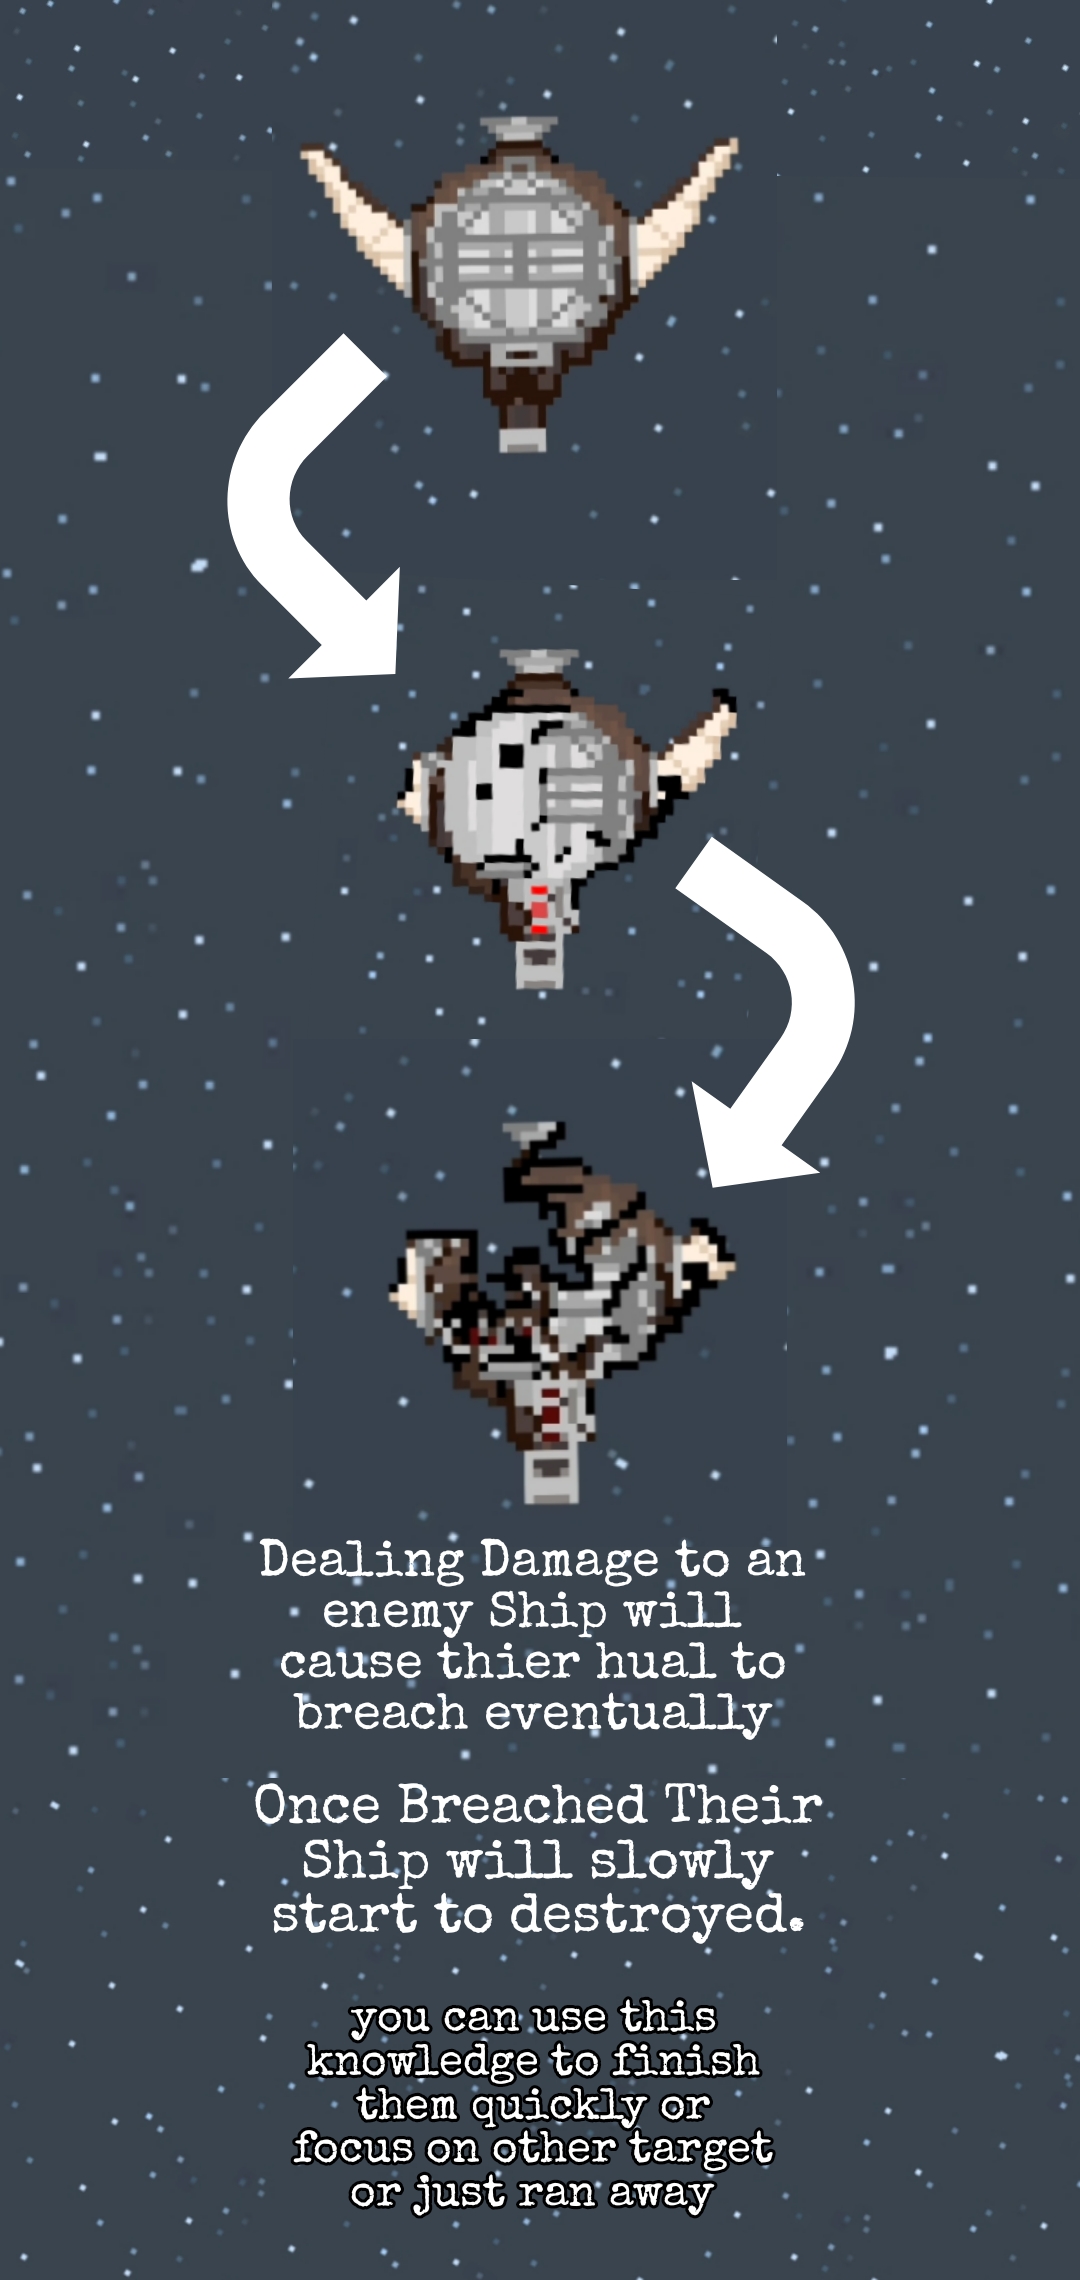 Dealing Damage to an
enemy Ship will
cause thier hual to
breach eventually
Once Breached Their
Ship will slowly
start to destroyed.
you can use this
knowledge to finish
them quickly or
focus on other target
or just ran away